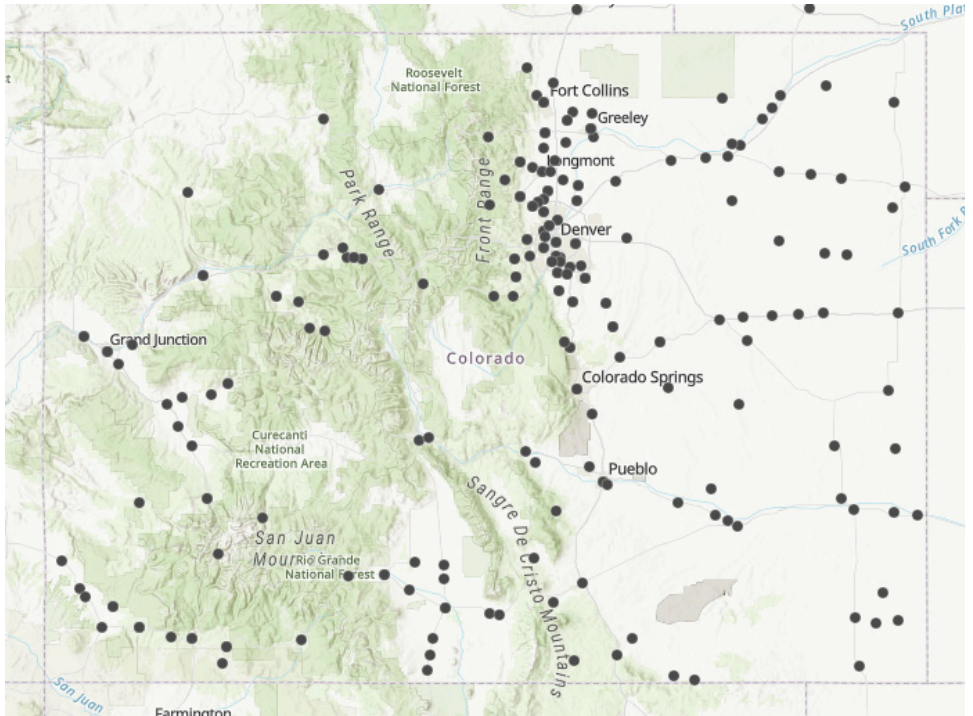 South Pla
Roosevelt
National Forest
Fort Collins
Greeley
Longmont
Park Range
Front Range
Denver
South Fork R
Grand Junction
Colorado
Colorado Springs
Curecanti
National
Recreation Area
Pueblo
Sangre De Cristo Mountains
San Juan
Mour
Rio Grande
National Forest
San Juan
Farmington